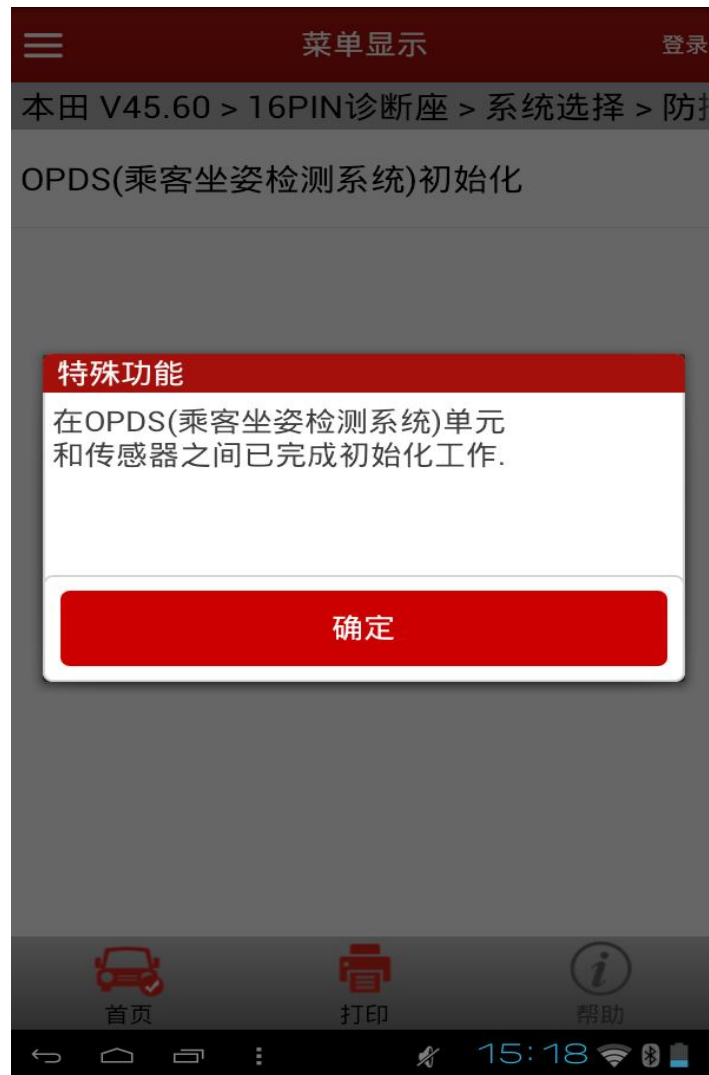 菜单显示
登录
本田 V45.60 > 16PIN诊断座 > 系统选择 > 防
OPDS(乘客坐姿检测系统)初始化
特殊功能
在OPDS(乘客坐姿检测系统)单元
和传感器之间已完成初始化工作.
确定
首页
打印
帮助
15:18